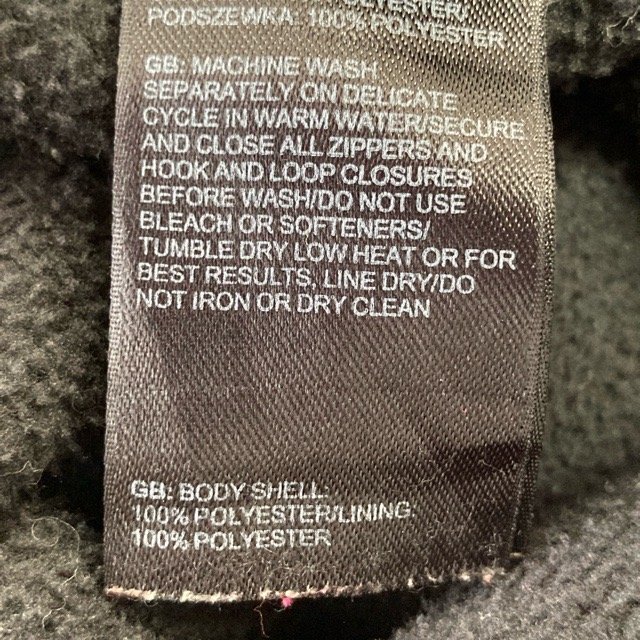 POLYESTER/
PODSZEWKA: 100% POLYESTER
GB: MACHINE WASH
SEPARATELY ON DELICATE
CYCLE IN WARM WATER/SECURE
AND CLOSE ALL ZIPPERS AND
HOOK AND LOOP CLOSURES
BEFORE WASH/DO NOT USE
BLEACH OR SOFTENERS/
TUMBLE DRY LOW HEAT OR FOR
BEST RESULTS, LINE DRY/DO
NOT IRON OR DRY CLEAN
GB: BODY SHELL:
100% POLYESTER/LINING:
100% POLYESTER